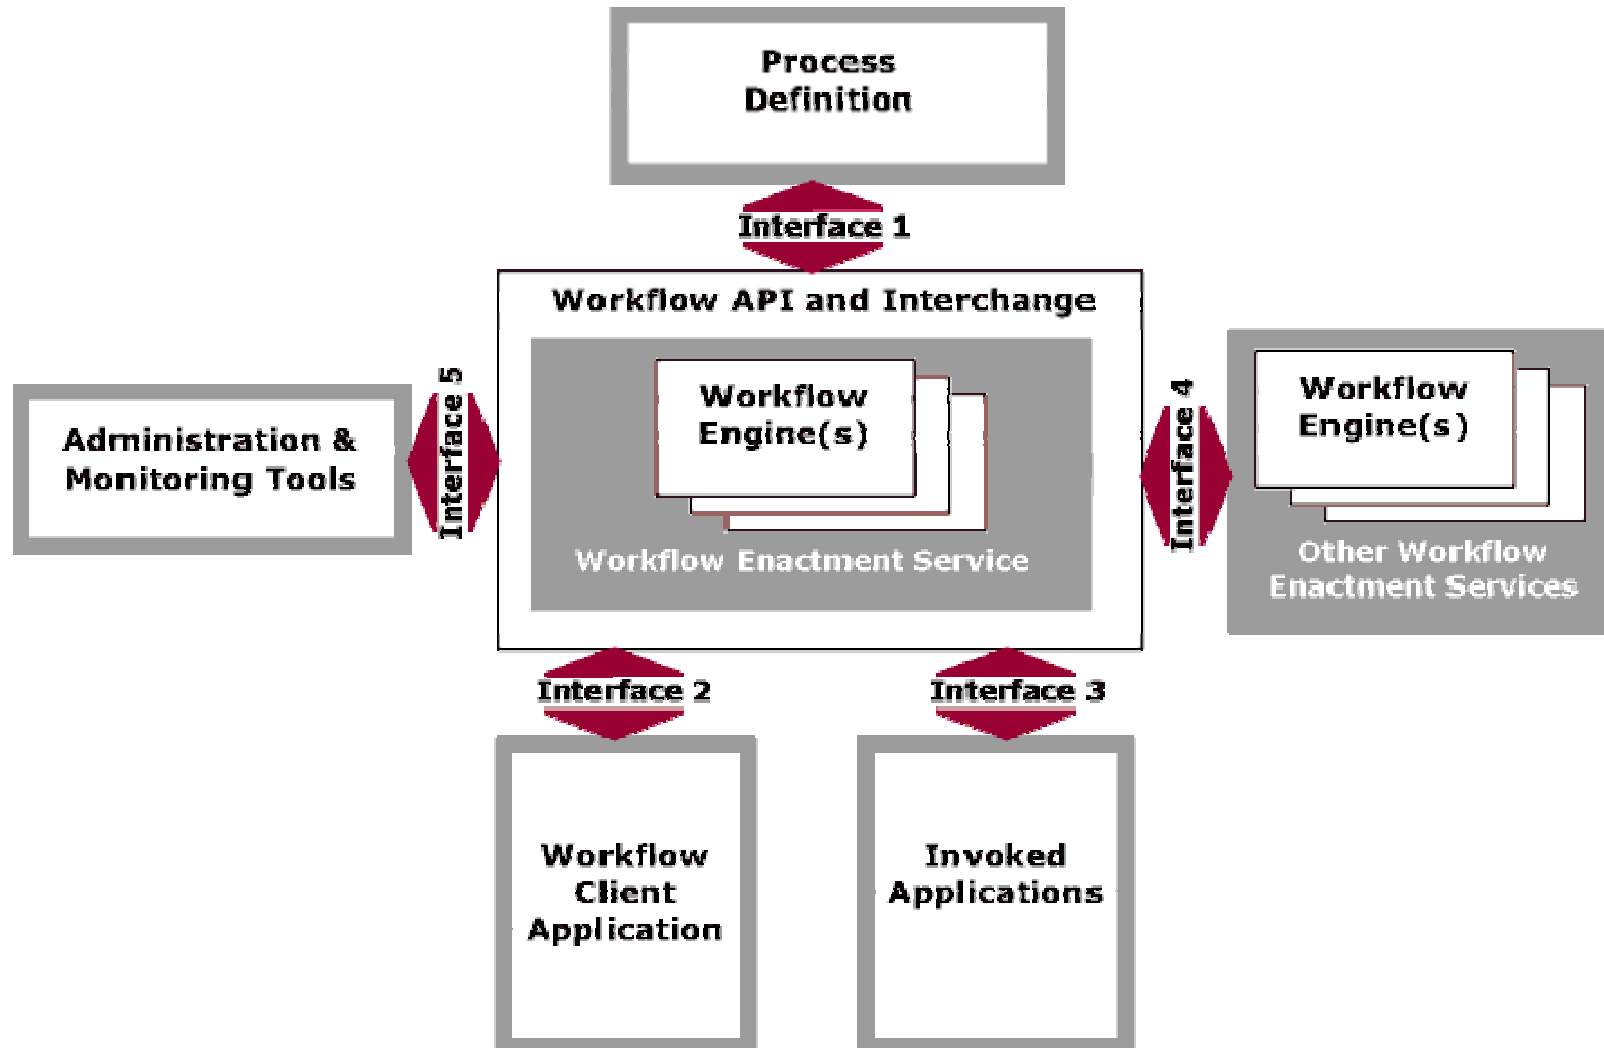 Process
Definition
Interface 1
Workflow API and Interchange
Workflow
Engine(s)
Workflow Enactment Service
Interface 5
Administration &
Monitoring Tools
Interface 4
Workflow
Engine(s)
Other Workflow
Enactment Services
Interface 2
Interface 3
Workflow
Client
Application
Invoked
Applications